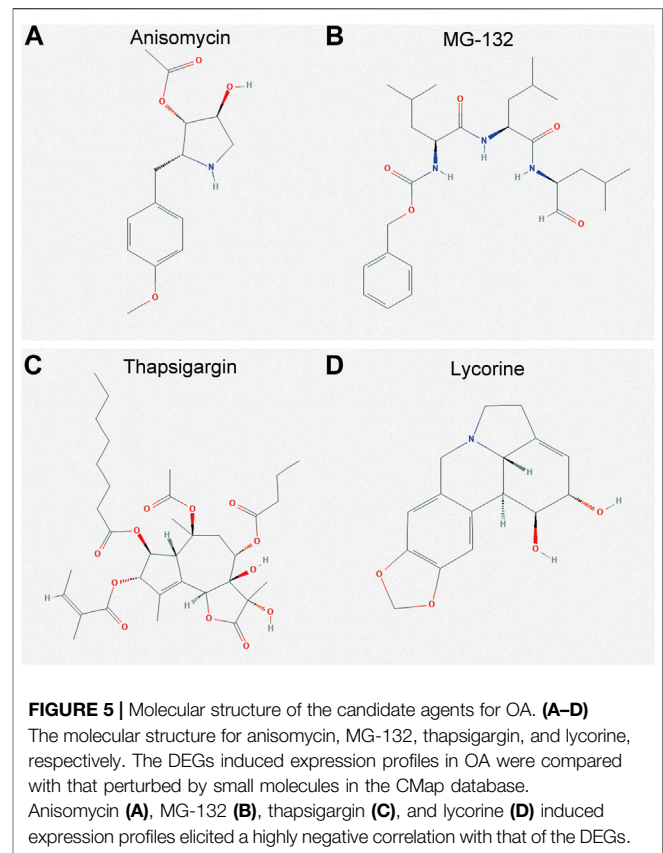 A
Anisomycin
B
MG-132
O
O
O
H
O
N
H
O
O
N
H
O
N
H
N
H
O
O
H
O
C
Thapsigargin
D
Lycorine
O
O
O
O
O
O
H
O
O
H
O
H
O
O
H
O
H
O
O
N
H
H
O
H
O
H
O
O
FIGURE 5 | Molecular structure of the candidate agents for OA. (A–D)
The molecular structure for anisomycin, MG-132, thapsigargin, and lycorine,
respectively. The DEGs induced expression profiles in OA were compared
with that perturbed by small molecules in the CMap database.
Anisomycin (A), MG-132 (B), thapsigargin (C), and lycorine (D) induced
expression profiles elicited a highly negative correlation with that of the DEGs.